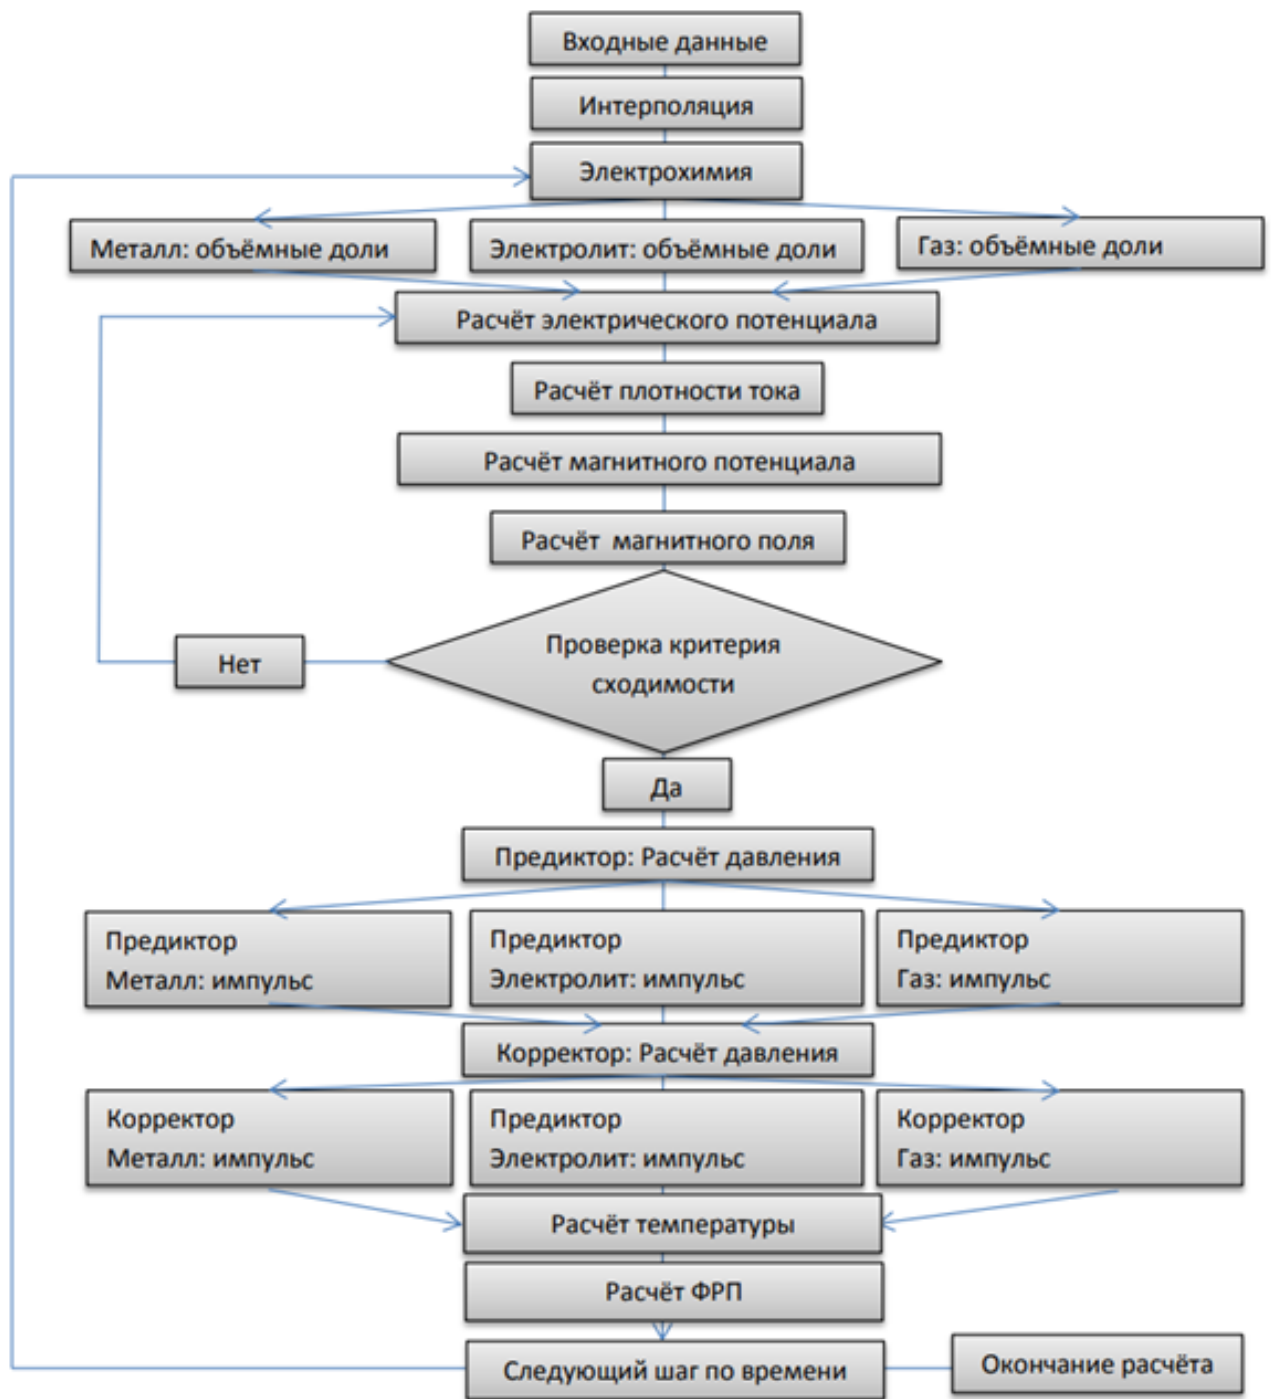 Входные данные
Интерполяция
Электрохимия
Металл: объёмные доли
Электролит: объёмные доли
Газ: объёмные доли
Расчёт электрического потенциала
Расчёт плотности тока
Расчёт магнитного потенциала
Расчёт магнитного поля
Проверка критерия
сходимости
Нет
Да
Предиктор: Расчёт давления
Предиктор
Металл: импульс
Предиктор
Электролит: импульс
Предиктор
Газ: импульс
Корректор: Расчёт давления
Корректор
Металл: импульс
Предиктор
Электролит: импульс
Корректор
Газ: импульс
Расчёт температуры
Расчёт ФРП
Следующий шаг по времени
Окончание расчёта